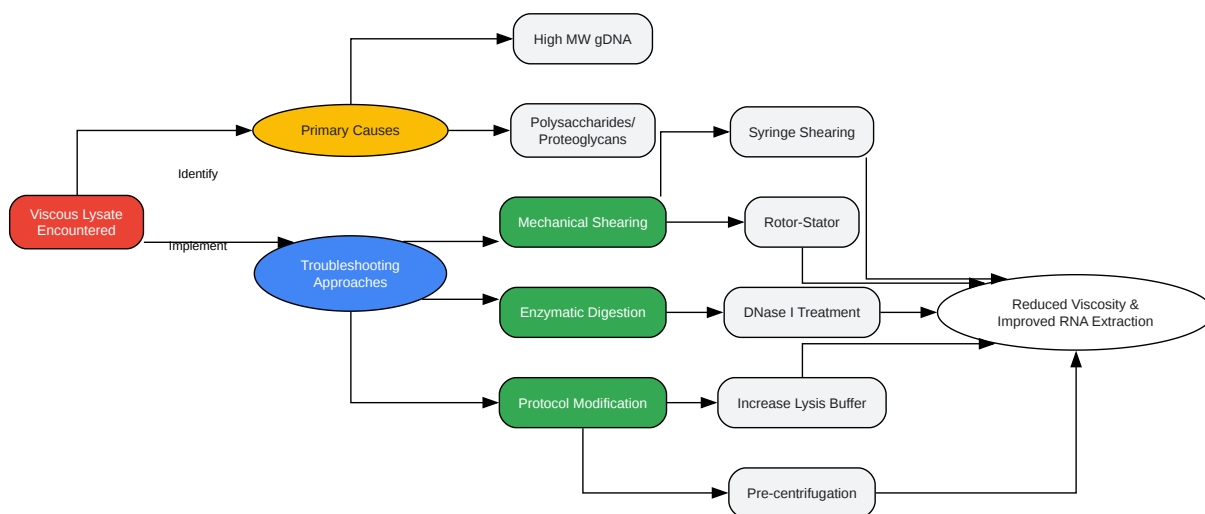 High MW gDNA
Primary Causes
Polysaccharides/
Proteoglycans
Syringe Shearing
Identify
Viscous Lysate
Encountered
Mechanical Shearing
Rotor-Stator
Implement
Troubleshooting
Approaches
Enzymatic Digestion
DNase I Treatment
Reduced Viscosity &
Improved RNA Extraction
Protocol Modification
Increase Lysis Buffer
Pre-centrifugation